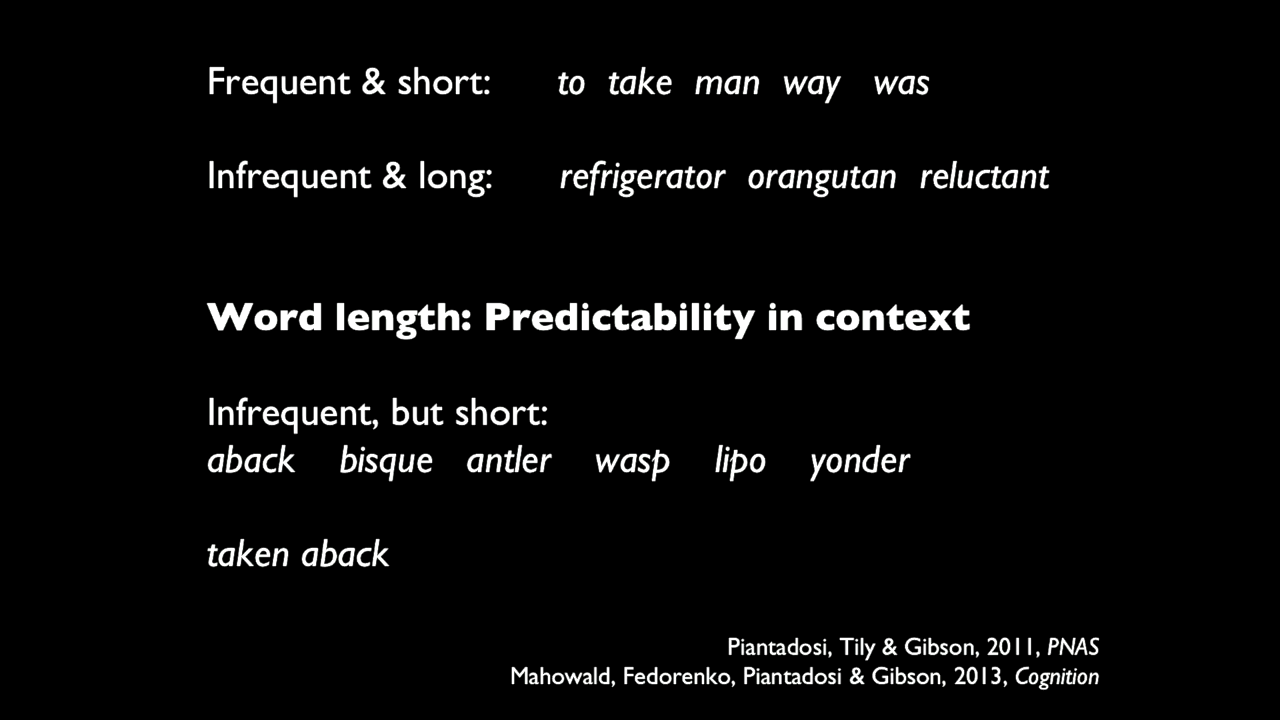 Frequent & short: to take man way was
Infrequent & long: refrigerator orangutan reluctant
Word length: Predictability in context
Infrequent, but short:
aback bisque antler wasp lipo yonder
taken aback
Piantadosi, Tily & Gibson, 2011, PNAS
Mahowald, Fedorenko, Piantadosi & Gibson, 2013, Cognition